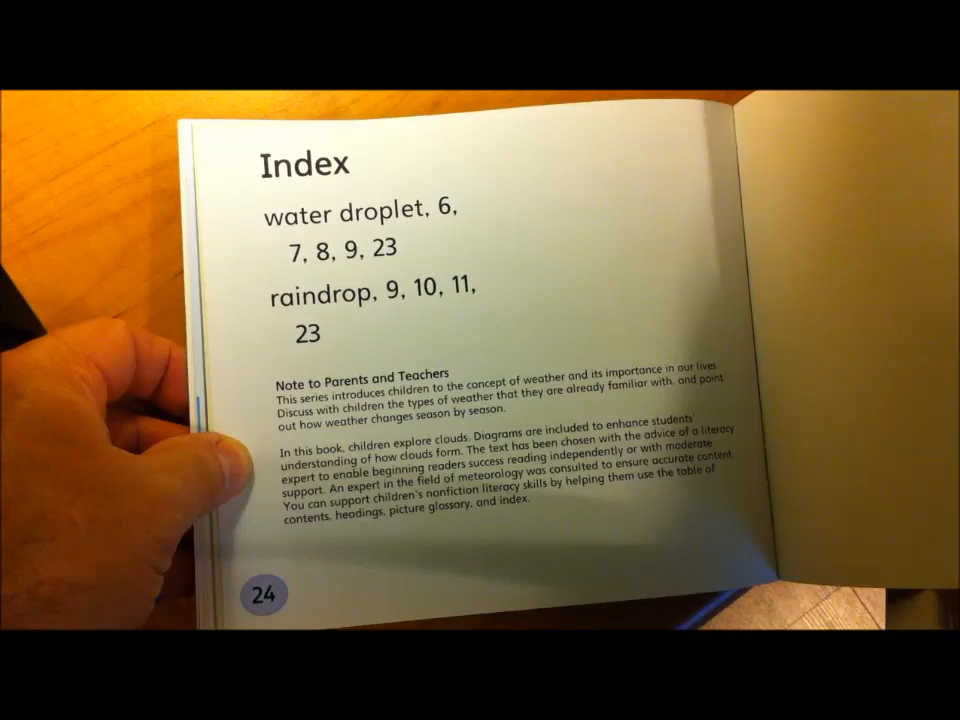 Index
water droplet, 6,
7, 8, 9, 23
raindrop, 9, 10, 11,
23
Note to Parents and Teachers
This series introduces children to the concept of weather and its importance in our lives.
Discuss with children the types of weather that they are already familiar with, and point
out how weather changes season by season.
In this book, children explore clouds. Diagrams are included to enhance students'
understanding of how clouds form. The text has been chosen with the advice of a literacy
expert to enable beginning readers success reading independently or with moderate
support. An expert in the field of meteorology was consulted to ensure accurate content.
You can support children's nonfiction literacy skills by helping them use the table of
contents, headings, picture glossary, and index.
24